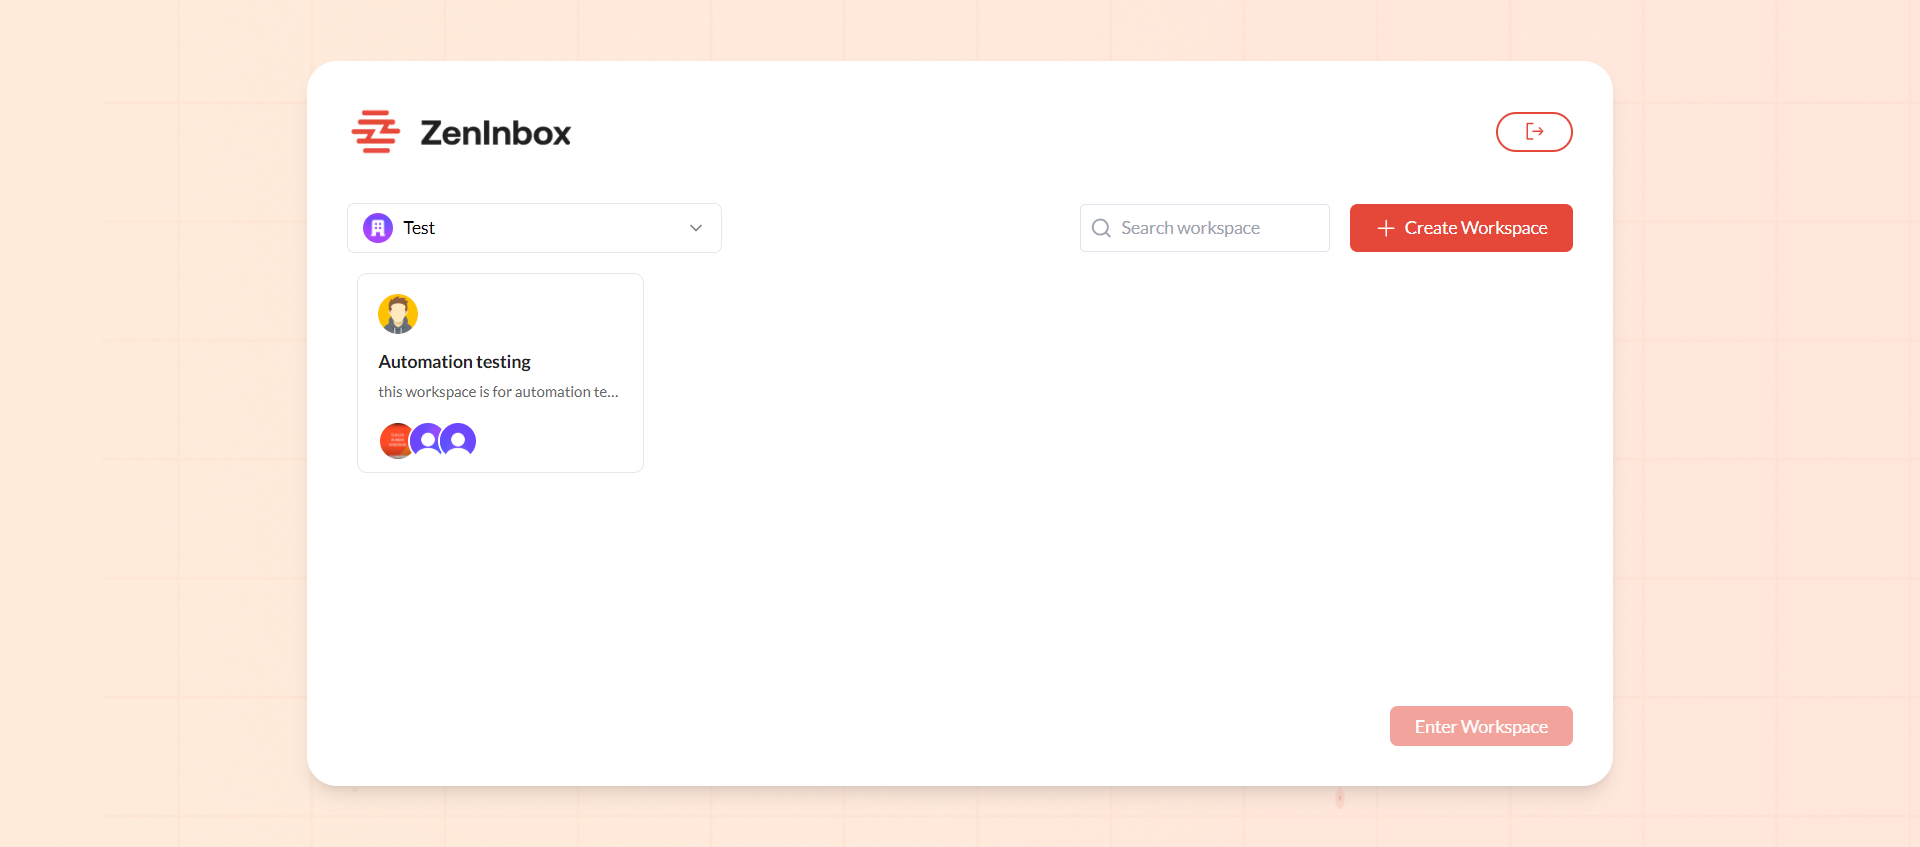 ZenInbox
Test
Search workspace
Create Workspace
Automation testing
this workspace is for automation te...
Enter Workspace